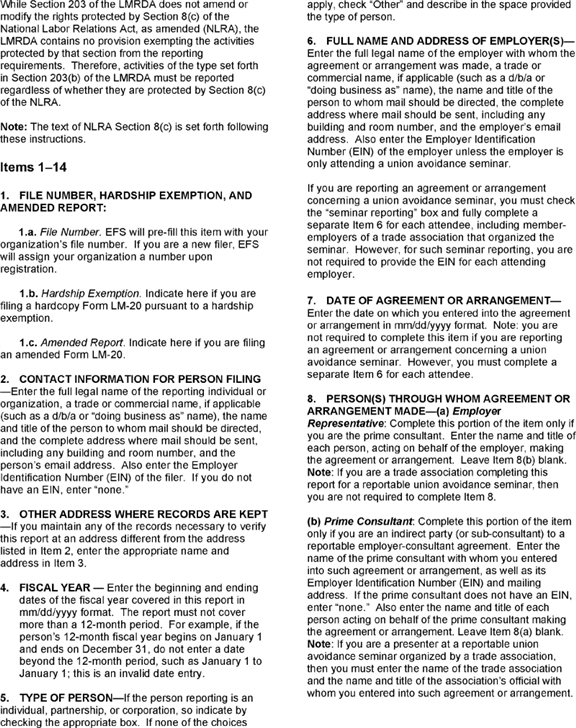 While Section 203 of the LMRDA does not amend or
modify the rights protected by Section 8(c) of the
National Labor Relations Act, as amended (NLRA), the
LMRDA contains no provision exempting the activities
protected by that section from the reporting
requirements.  Therefore, activities of the type set forth
in Section 203(b) of the LMRDA must be reported
regardless of whether they are protected by Section 8(c)
of the NLRA.
Note: The text of NLRA Section 8(c) is set forth following
these instructions.
Items 1–14
1. FILE NUMBER, HARDSHIP EXEMPTION, AND
AMENDED REPORT:
1.a. File Number. EFS will pre-fill this item with your
organization's file number.  If you are a new filer, EFS
will assign your organization a number upon
registration.
1.b. Hardship Exemption. Indicate here if you are
filing a hardcopy Form LM-20 pursuant to a hardship
exemption.
1.c. Amended Report. Indicate here if you are filing
an amended Form LM-20.
2. CONTACT INFORMATION FOR PERSON FILING
—Enter the full legal name of the reporting individual or
organization, a trade or commercial name, if applicable
(such as a d/b/a or “doing business as” name), the name
and title of the person to whom mail should be directed,
and the complete address where mail should be sent,
including any building and room number, and the
person's email address.  Also enter the Employer
Identification Number (EIN) of the filer.  If you do not
have an EIN, enter “none.”
3. OTHER ADDRESS WHERE RECORDS ARE KEPT
—If you maintain any of the records necessary to verify
this report at an address different from the address
listed in Item 2, enter the appropriate name and
address in Item 3.
4. FISCAL YEAR — Enter the beginning and ending
dates of the fiscal year covered in this report in
mm/dd/yyyy format.  The report must not cover
more than a 12-month period.  For example, if the
person's 12-month fiscal year begins on January 1
and ends on December 31, do not enter a date
beyond the 12-month period, such as January 1 to
January 1; this is an invalid date entry.
5. TYPE OF PERSON—If the person reporting is an
individual, partnership, or corporation, so indicate by
checking the appropriate box.  If none of the choices
apply, check “Other” and describe in the space provided
the type of person.
6. FULL NAME AND ADDRESS OF EMPLOYER(S)—
Enter the full legal name of the employer with whom the
agreement or arrangement was made, a trade or
commercial name, if applicable (such as a d/b/a or
“doing business as” name), the name and title of the
person to whom mail should be directed, the complete
address where mail should be sent, including any
building and room number, and the employer's email
address.  Also enter the Employer Identification
Number (EIN) of the employer unless the employer is
only attending a union avoidance seminar.
If you are reporting an agreement or arrangement
concerning a union avoidance seminar, you must check
the “seminar reporting” box and fully complete a
separate Item 6 for each attendee, including member-
employers of a trade association that organized the
seminar.  However, for such seminar reporting, you are
not required to provide the EIN for each attending
employer.
7. DATE OF AGREEMENT OR ARRANGEMENT—
Enter the date on which you entered into the agreement
or arrangement in mm/dd/yyyy format.  Note: you are
not required to complete this item if you are reporting
an agreement or arrangement concerning a union
avoidance seminar.  However, you must complete a
separate Item 6 for each attendee.
8. PERSON(S) THROUGH WHOM AGREEMENT OR
ARRANGEMENT MADE—(a) Employer
Representative: Complete this portion of the item only if
you are the prime consultant.  Enter the name and title of
each person, acting on behalf of the employer, making
the agreement or arrangement.  Leave Item 8(b) blank.
Note: If you are a trade association completing this
report for a reportable union avoidance seminar, then
you are not required to complete Item 8.
(b) Prime Consultant: Complete this portion of the item
only if you are an indirect party (or sub-consultant) to a
reportable employer-consultant agreement.  Enter the
name of the prime consultant with whom you entered
into such agreement or arrangement, as well as its
Employer Identification Number (EIN) and mailing
address.  If the prime consultant does not have an EIN,
enter “none.”  Also enter the name and title of each
person acting on behalf of the prime consultant making
the agreement or arrangement. Leave Item 8(a) blank.
Note: If you are a presenter at a reportable union
avoidance seminar organized by a trade association,
then you must enter the name of the trade association
and the name and title of the association's official with
whom you entered into such agreement or arrangement.